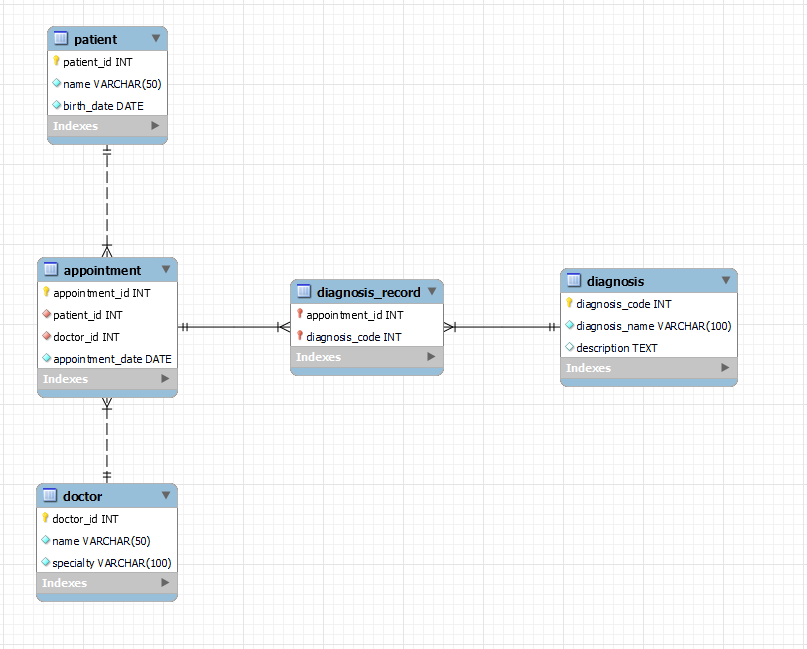 patient
patient_id INT
name VARCHAR(50)
birth_date DATE
Indexes
appointment
appointment_id INT
patient_id INT
doctor_id INT
appointment_date DATE
Indexes
diagnosis_record
appointment_id INT
diagnosis_code INT
Indexes
diagnosis
diagnosis_code INT
diagnosis_name VARCHAR(100)
description TEXT
Indexes
doctor
doctor_id INT
name VARCHAR(50)
specialty VARCHAR(100)
Indexes